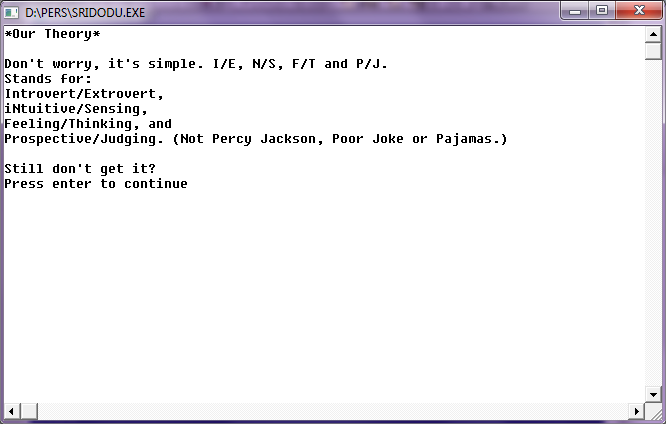 D:\PERS\SRIDODU.EXE
*Our Theory*
Don't worry, it's simple. I/E, N/S, F/T and P/J.
Stands for:
Introvert/Extrovert,
iNtuitive/Sensing,
Feeling/Thinking, and
Prospective/Judging. (Not Percy Jackson, Poor Joke or Pajamas.)
Still don't get it?
Press enter to continue